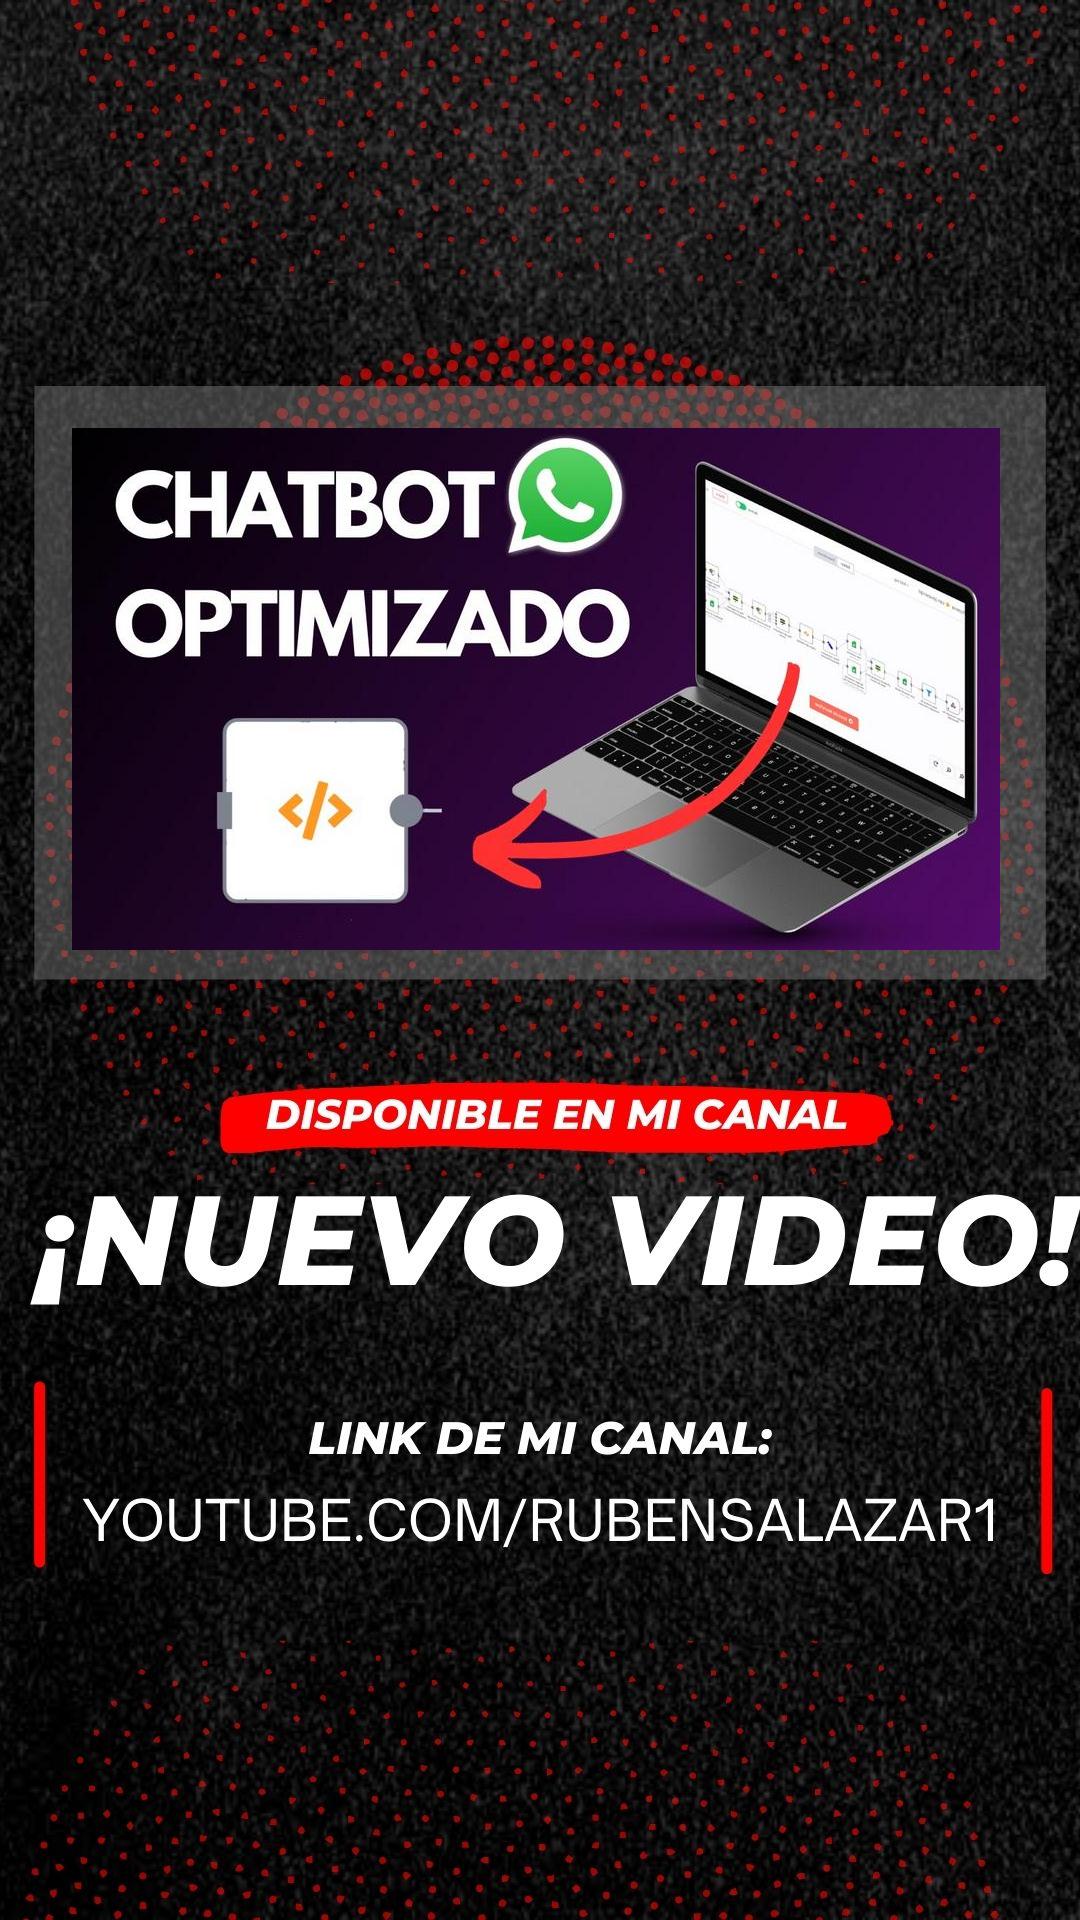 CHATBOT
OPTIMIZADO
</>
DISPONIBLE EN MI CANAL
¡NUEVO VIDEO!
LINK DE MI CANAL:
YOUTUBE.COM/RUBENSALAZAR1